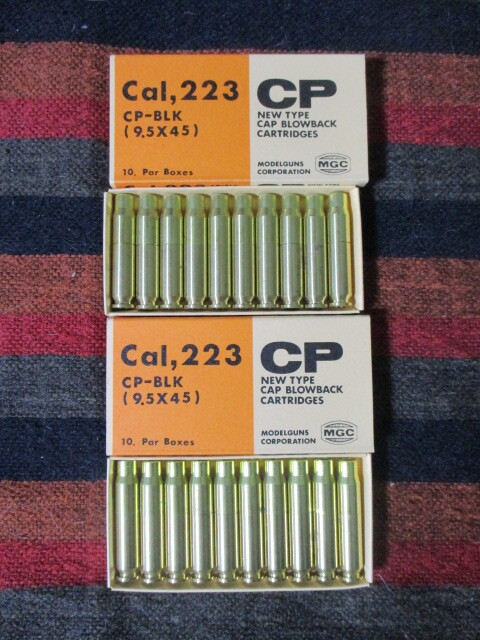 Cal,223
CP-BLK
(9.5X45)
10, Par Boxes
CP
NEW TYPE
CAP BLOWBACK
CARTRIDGES
MODELGUNS
CORPORATION
MGC
Cal,223
CP-BLK
(9.5X45)
10, Par Boxes
CP
NEW TYPE
CAP BLOWBACK
CARTRIDGES
MODELGUNS
CORPORATION
MGC